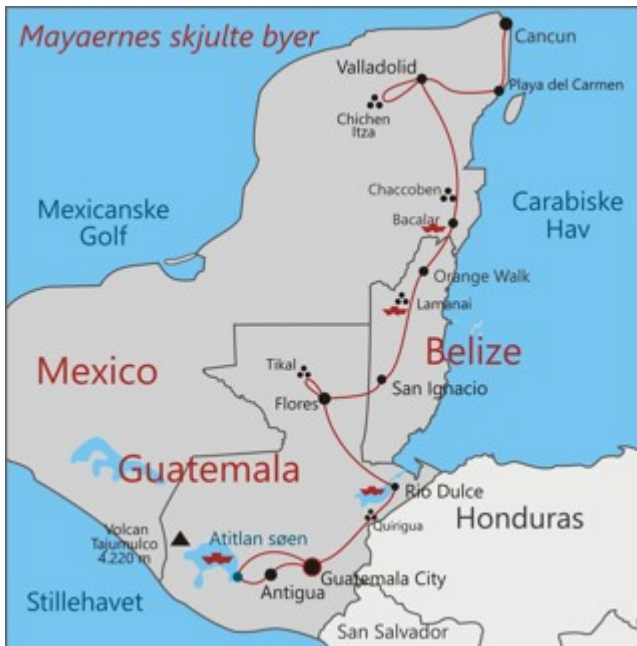 Mayaernes skjulte byer
Cancun
Valladolid
Playa del Carmen
Chichen
Itza
Chaccoben
Mexicanske
Golf
Carabiske
Hav
Bacalar
Orange Walk
Lamanai
Belize
Mexico
Tikal
San Ignacio
Flores
Guatemala
Rio Dulce
Honduras
Quirigua
Volcan
Tajumulco
4.220 m
Atitlan søen
Guatemala City
Antigua
Stillehavet
San Salvador